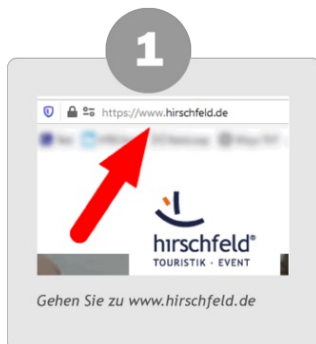 1
https://www.hirschfeld.de
hirschfeld®
TOURISTIK - EVENT
Gehen Sie zu www.hirschfeld.de